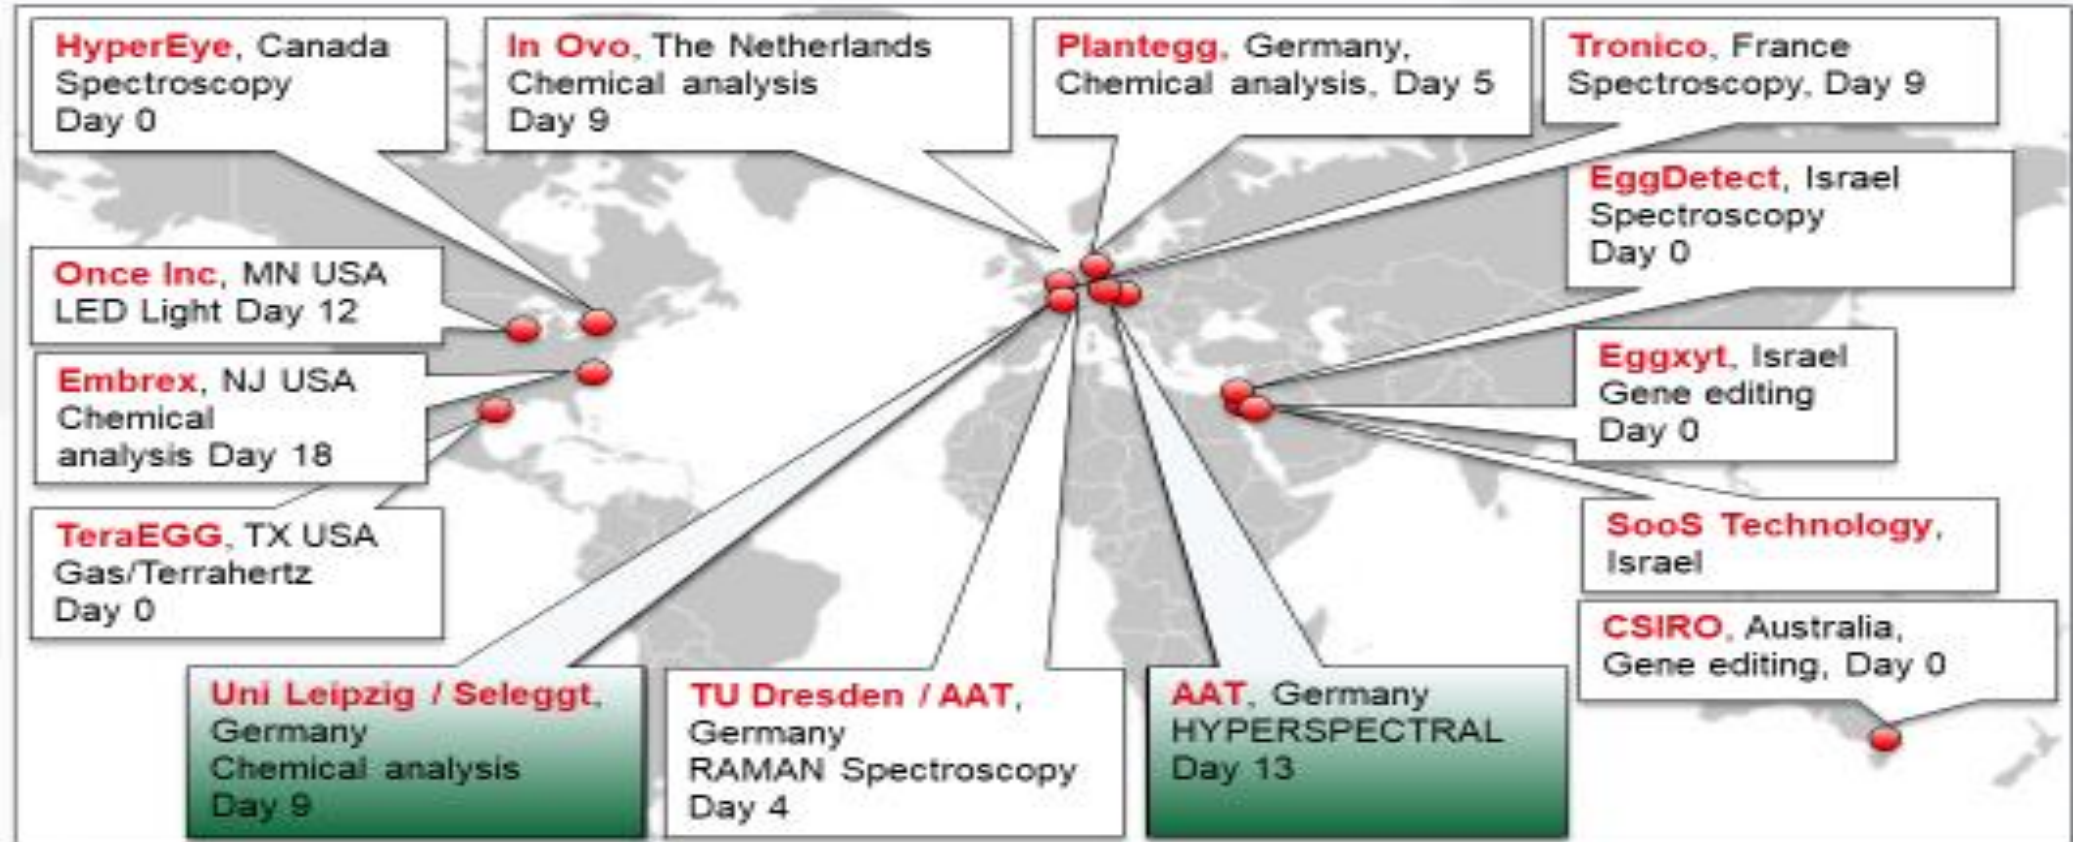 HyperEye, Canada
Spectroscopy
Day 0
In Ovo, The Netherlands
Chemical analysis
Day 9
Plantegg, Germany,
Chemical analysis, Day 5
Tronico, France
Spectroscopy, Day 9
EggDetect, Israel
Spectroscopy
Day 0
Once Inc, MN USA
LED Light Day 12
Embrex, NJ USA
Chemical
analysis Day 18
Eggxyt, Israel
Gene editing
Day 0
TeraEGG, TX USA
Gas/Terrahertz
Day 0
SooS Technology,
Israel
CSIRO, Australia,
Gene editing, Day 0
Uni Leipzig / Seleggt,
Germany
Chemical analysis
Day 9
TU Dresden / AAT,
Germany
RAMAN Spectroscopy
Day 4
AAT, Germany
HYPERSPECTRAL
Day 13